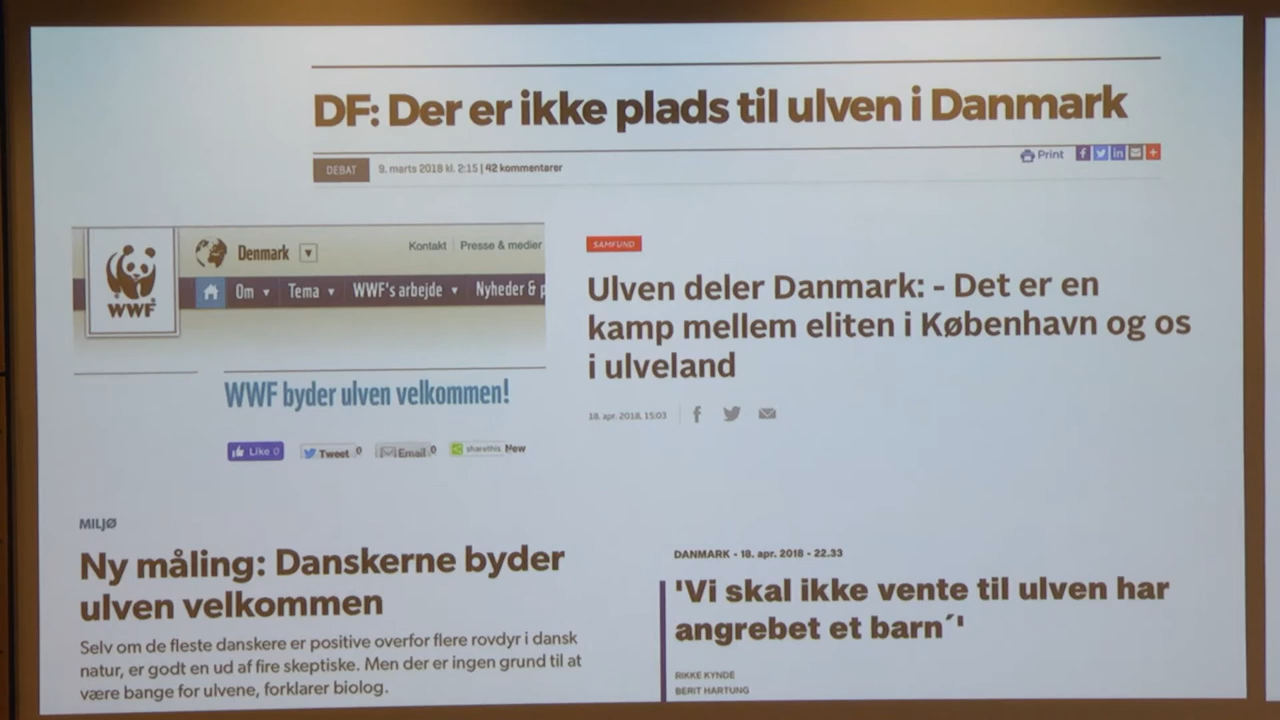 DF: Der er ikke plads til ulven i Danmark
DEBAT 9. marts 2018 kl. 2:15 | 42 kommentarer
Print
WWF
Denmark
Kontakt Presse & medier
Om Tema WWF's arbejde Nyheder &
WWF byder ulven velkommen!
Like 0 Tweet 0 Email 0 sharethis New
SAMFUND
Ulven deler Danmark: - Det er en
kamp mellem eliten i København og os
i ulveland
18. apr. 2018, 15:03
MILJØ
Ny måling: Danskerne byder
ulven velkommen
Selv om de fleste danskere er positive overfor flere rovdyr i dansk
natur, er godt en ud af fire skeptiske. Men der er ingen grund til at
være bange for ulvene, forklarer biolog.
DANMARK - 18. apr. 2018 - 22.33
'Vi skal ikke vente til ulven har
angrebet et barn´'
RIKKE KYNDE
BERIT HARTUNG